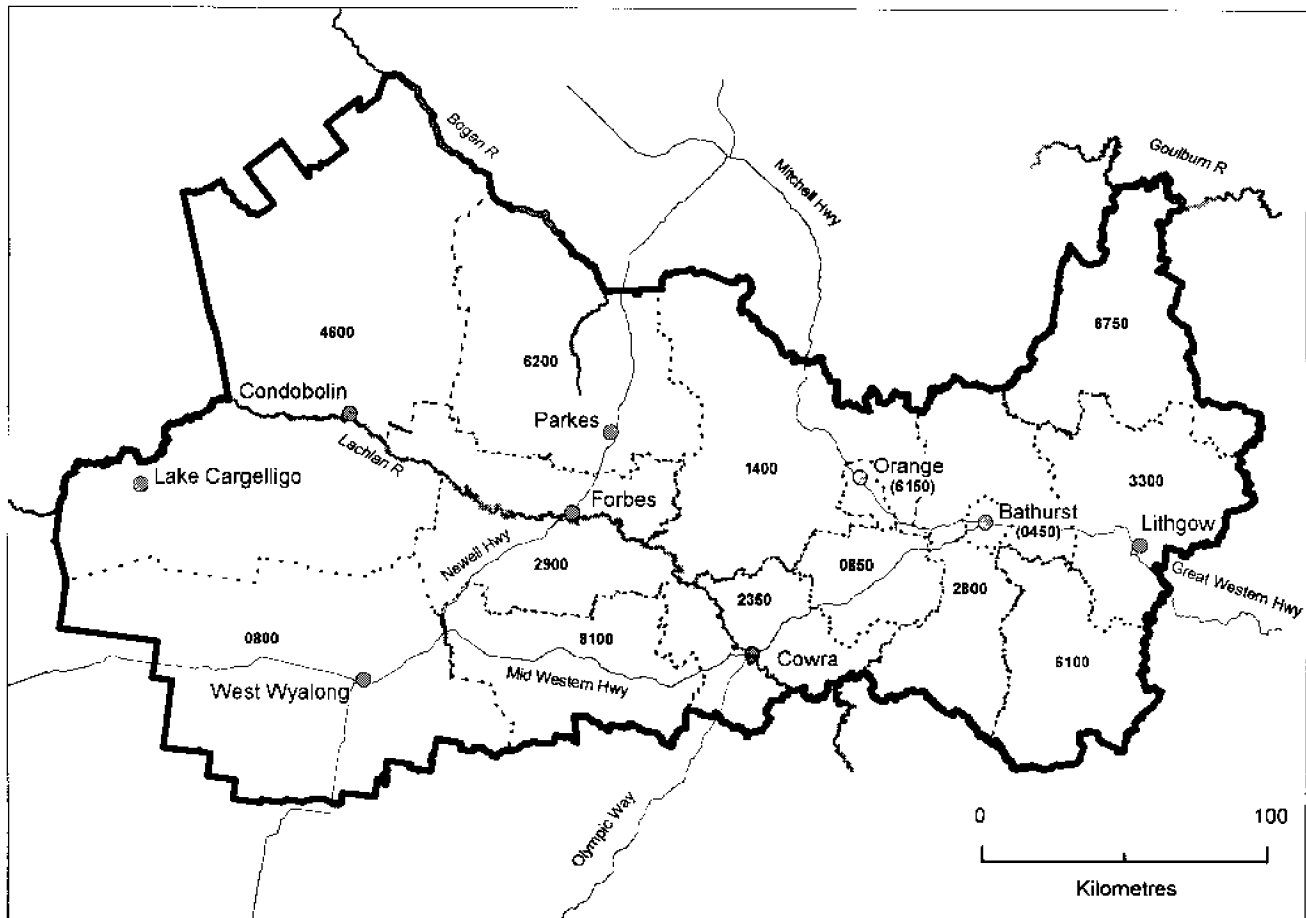 Bogan R
Mitchell Hwy
Goulburn R
4600
6200
6750
Condobolin
Parkes
Lachlan R
Lake Cargelligo
1400
Orange
(6150)
3300
Forbes
Bathurst
(0450)
Lithgow
Newell Hwy
2900
0850
2350
2800
Great Western Hwy
0800
8100
Cowra
6100
West Wyalong
Mid Western Hwy
Olympic Way
0
100
Kilometres